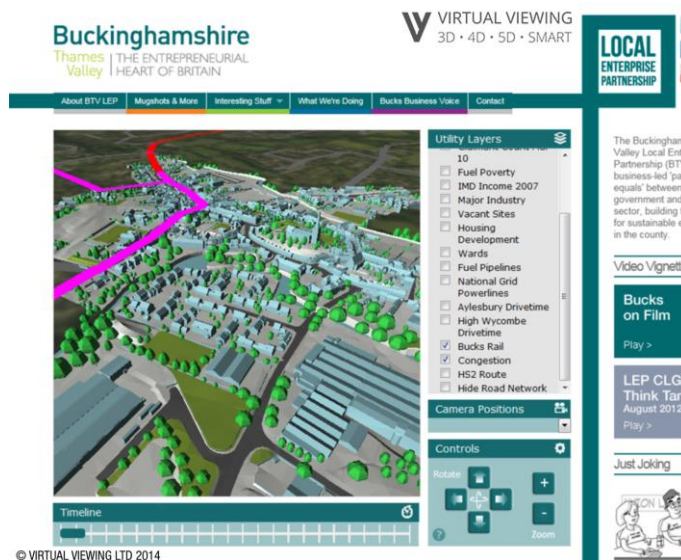 Buckinghamshire
Thames Valley
THE ENTREPRENEURIAL
HEART OF BRITAIN
VIRTUAL VIEWING
3D • 4D • 5D • SMART
LOCAL
ENTERPRISE
PARTNERSHIP
About BTV LEP
Mugshots & More
Interesting Stuff
What We're Doing
Bucks Business Voice
Contact
Utility Layers
10
Fuel Poverty
IMD Income 2007
Major Industry
Vacant Sites
Housing
Development
Wards
Fuel Pipelines
National Grid
Powerlines
Aylesbury Drivetime
High Wycombe
Drivetime
Bucks Rail
Congestion
HS2 Route
Hide Road Network
Camera Positions
Controls
Rotate
+
-
Zoom
?
Timeline
The Buckingham
Valley Local Ent
Partnership (BT
business-led 'pa
equals' between
government and
sector, building
for sustainable e
in the county.
Video Vignett
Bucks
on Film
Play >
LEP CLG
Think Tan
August 2012
Play >
Just Joking
© VIRTUAL VIEWING LTD 2014